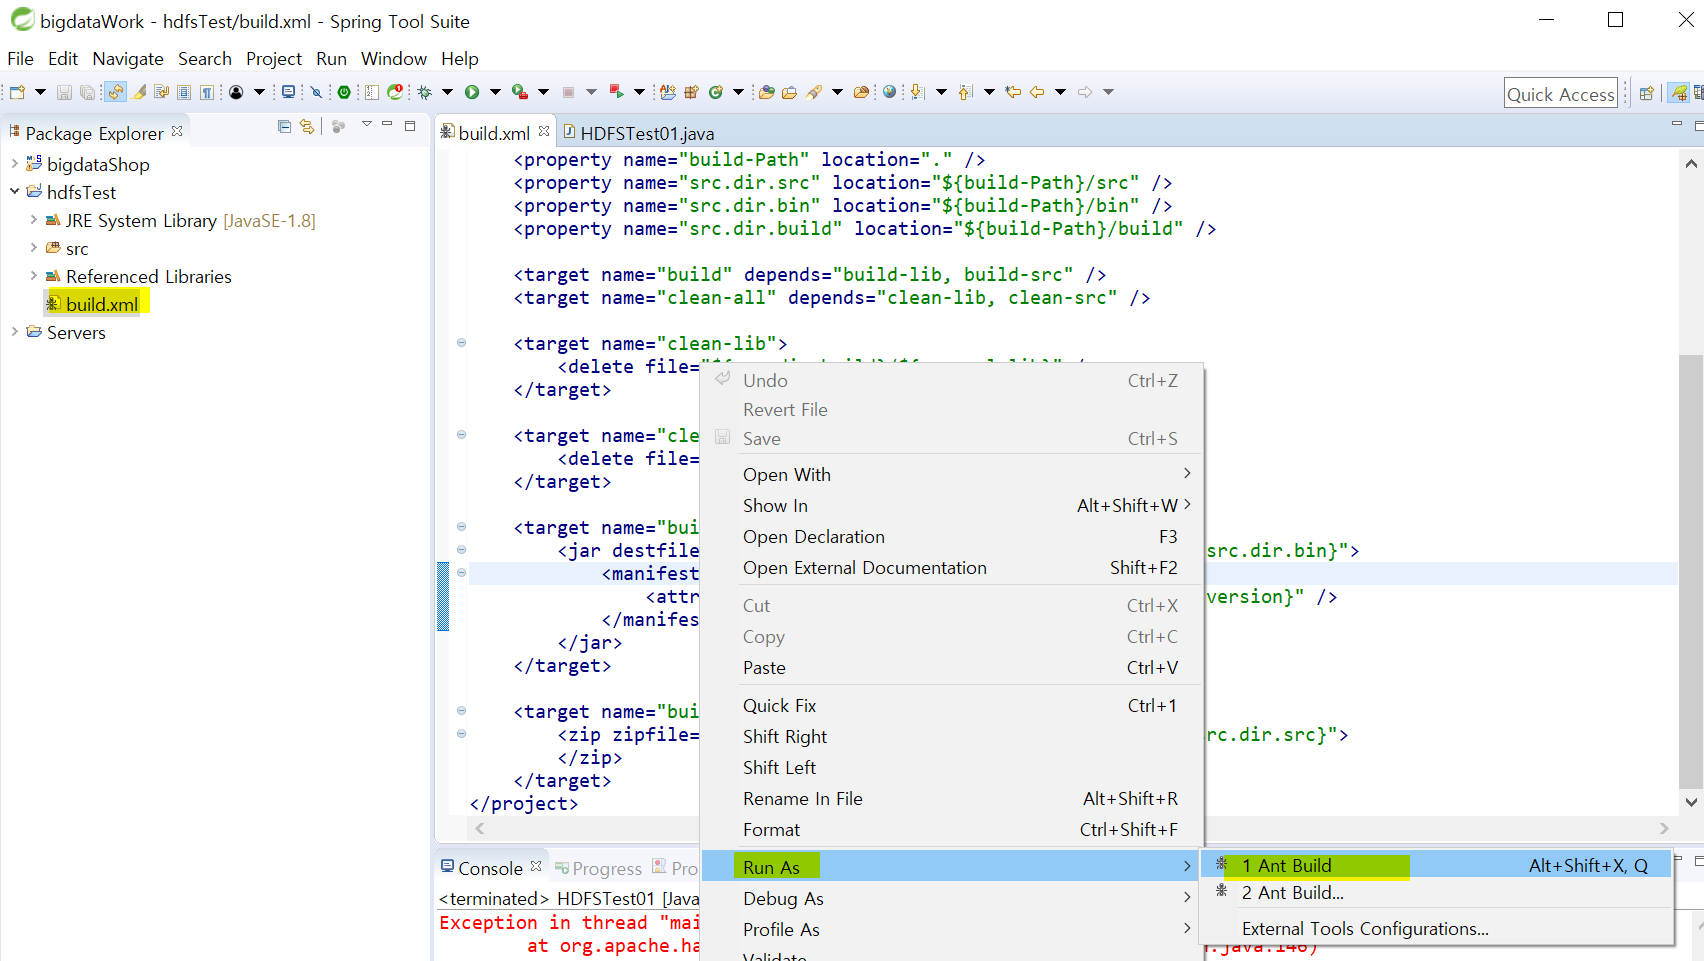 bigdataWork - hdfsTest/build.xml - Spring Tool Suite
File Edit Navigate Search Project Run Window Help
Quick Access
Package Explorer
bigdataShop
hdfsTest
JRE System Library [JavaSE-1.8]
src
Referenced Libraries
build.xml
Servers
build.xml HDFSTest01.java
<property name="build-Path" location="." />
<property name="src.dir.src" location="${build-Path}/src" />
<property name="src.dir.bin" location="${build-Path}/bin" />
<property name="src.dir.build" location="${build-Path}/build" />
<target name="build" depends="build-lib, build-src" />
<target name="clean-all" depends="clean-lib, clean-src" />
<target name="clean-lib">
<delete file=
</target>
<target name="cle
<delete file=
</target>
<target name="bui
<jar destfile src.dir.bin}">
<manifest
<attr version}" />
</manifes
</jar>
</target>
<target name="bui
<zip zipfile= rc.dir.src}">
</zip>
</target>
</project>
Undo Ctrl+Z
Revert File
Save Ctrl+S
Open With
Show In Alt+Shift+W
Open Declaration F3
Open External Documentation Shift+F2
Cut Ctrl+X
Copy Ctrl+C
Paste Ctrl+V
Quick Fix Ctrl+1
Shift Right
Shift Left
Rename In File Alt+Shift+R
Format Ctrl+Shift+F
Run As
Debug As
Profile As
Validate
1 Ant Build Alt+Shift+X, Q
2 Ant Build...
External Tools Configurations...
Console Progress Pro
<terminated> HDFSTest01 [Java
Exception in thread "mai
at org.apache.ha .java:146)